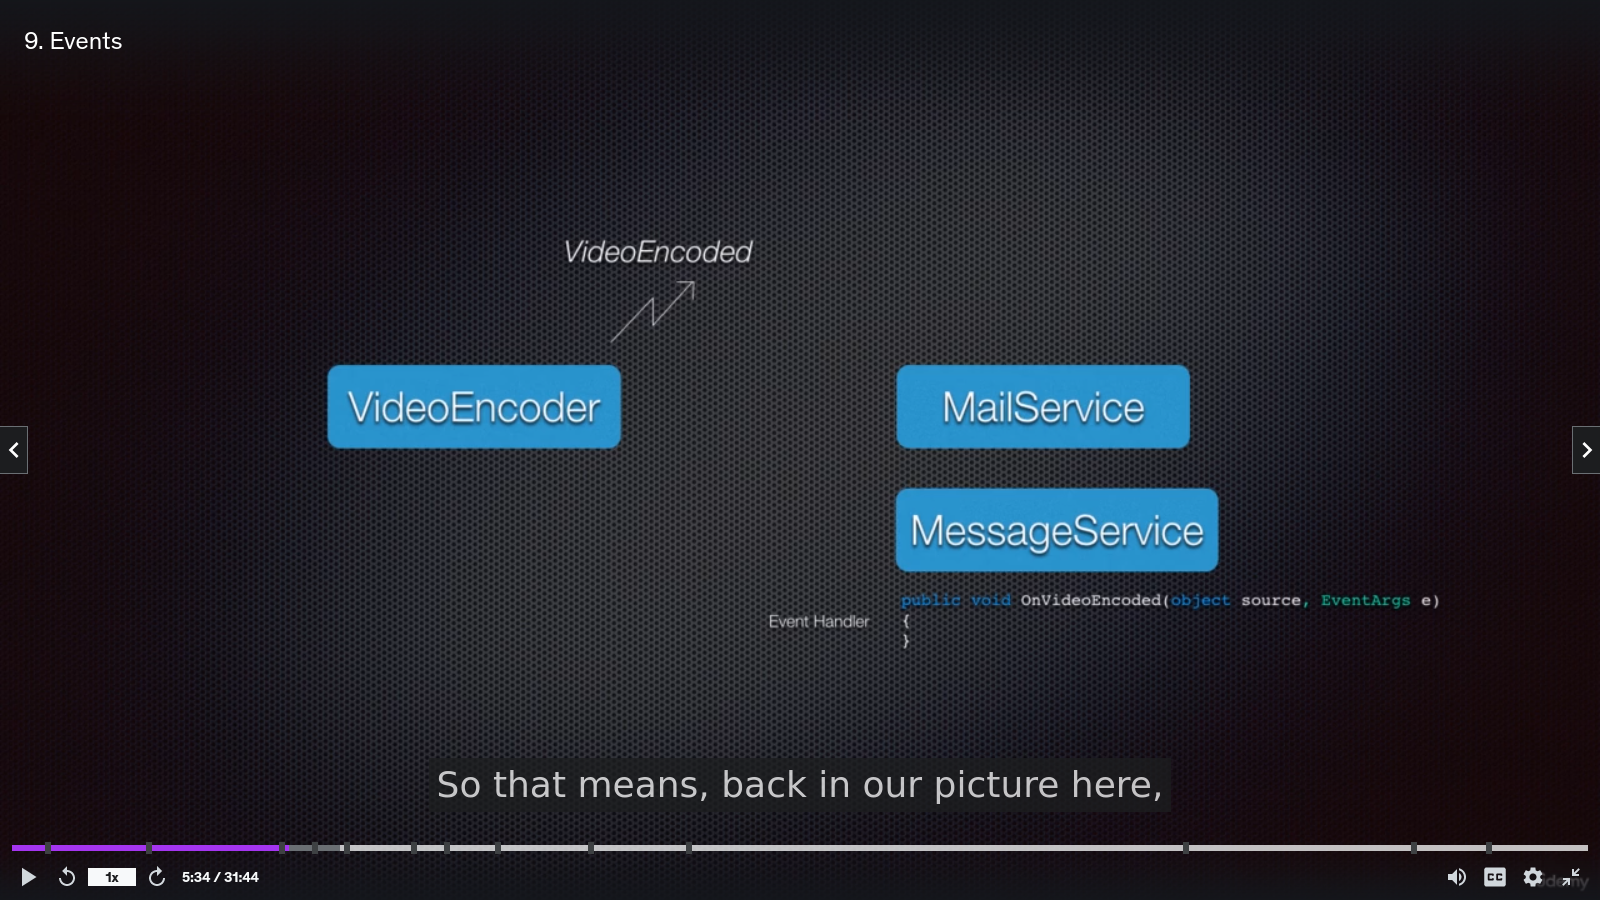 9. Events
VideoEncoded
VideoEncoder
MailService
MessageService
public void OnVideoEncoded(object source, EventArgs e)
Event Handler
{
}
So that means, back in our picture here,
1x
5:34 / 31:44
CC